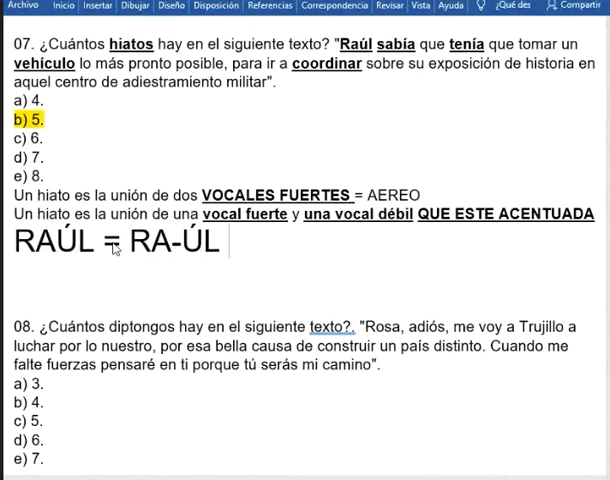 Archivo Inicio Insertar Dibujar Diseño Disposición Referencias Correspondencia Revisar Vista Ayuda ¿Qué des Compartir
07. ¿Cuántos hiatos hay en el siguiente texto? "Raúl sabía que tenía que tomar un
vehículo lo más pronto posible, para ir a coordinar sobre su exposición de historia en
aquel centro de adiestramiento militar".
a) 4.
b) 5.
c) 6.
d) 7.
e) 8.
Un hiato es la unión de dos VOCALES FUERTES = AEREO
Un hiato es la unión de una vocal fuerte y una vocal débil QUE ESTE ACENTUADA
RAÚL = RA-ÚL
08. ¿Cuántos diptongos hay en el siguiente texto?. "Rosa, adiós, me voy a Trujillo a
luchar por lo nuestro, por esa bella causa de construir un país distinto. Cuando me
falte fuerzas pensaré en ti porque tú serás mi camino".
a) 3.
b) 4.
c) 5.
d) 6.
e) 7.